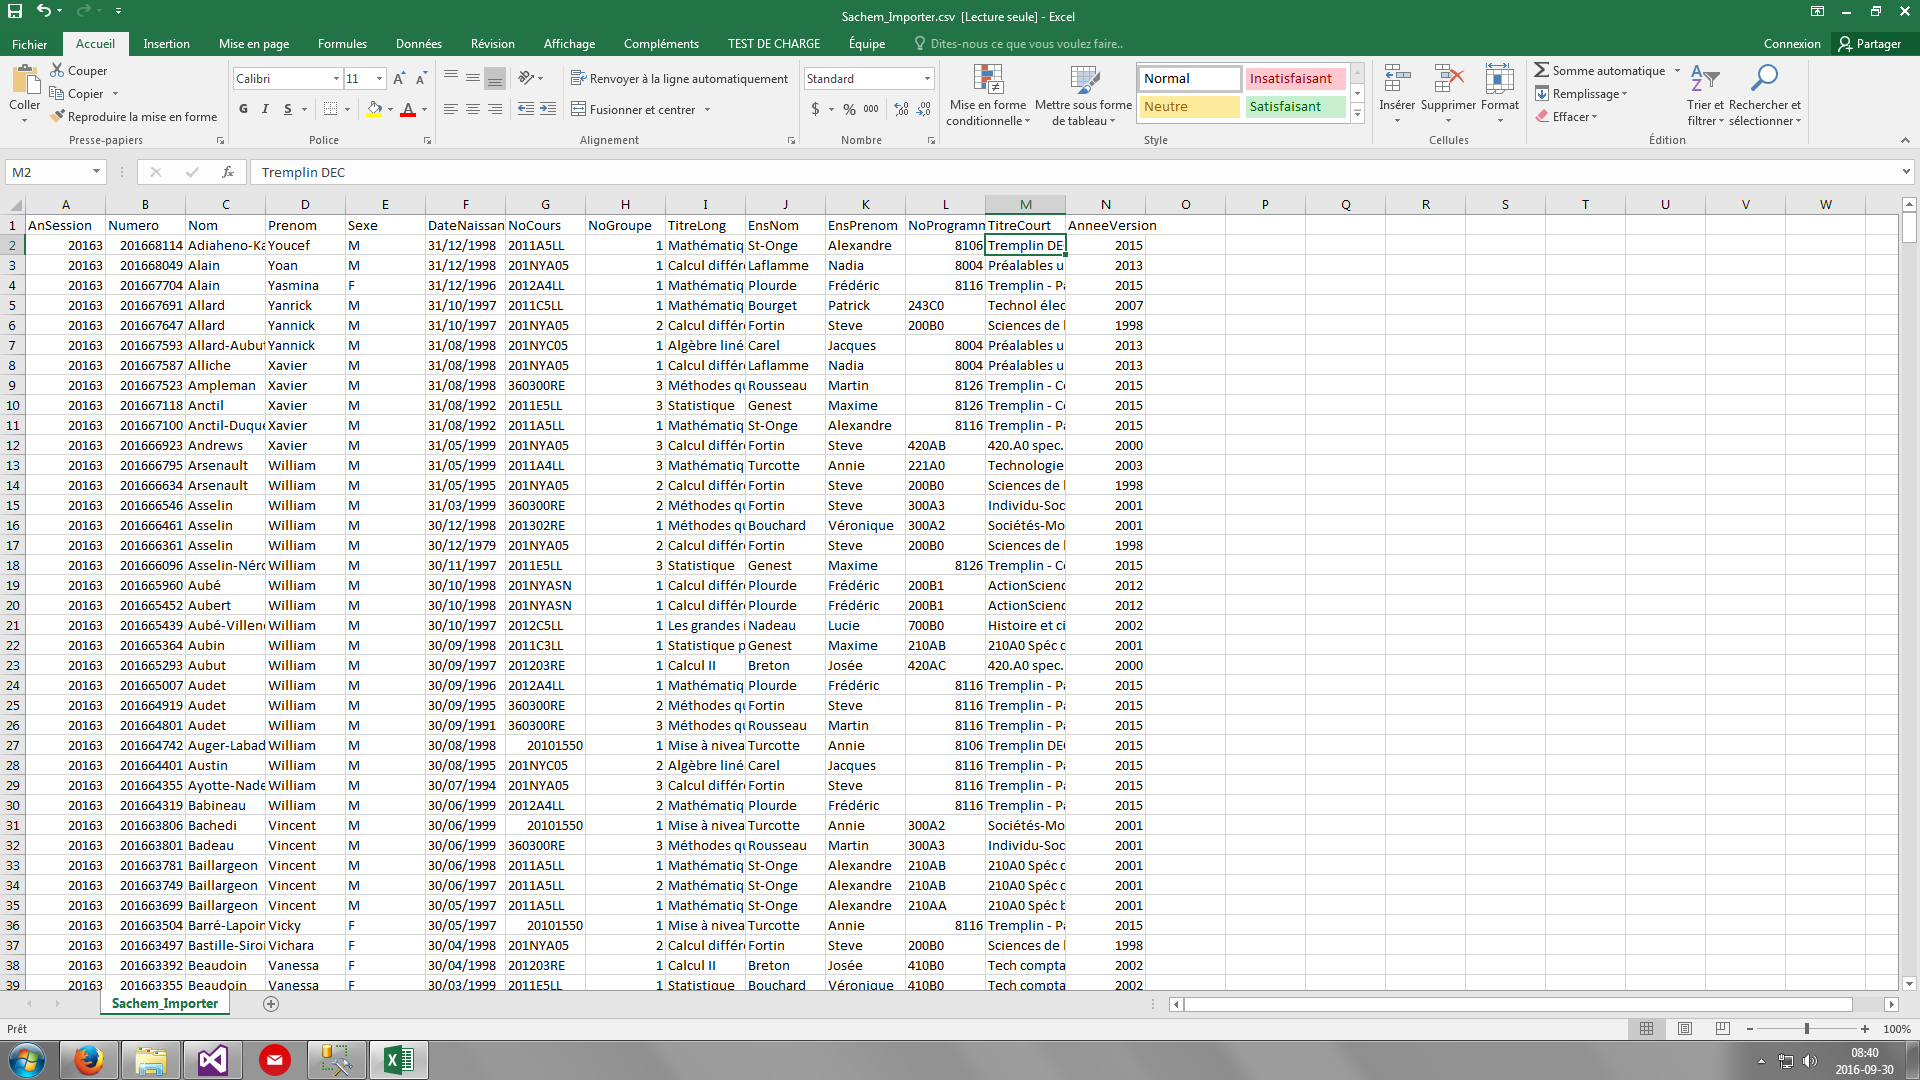 Sachem_Importer.csv [Lecture seule] - Excel
Fichier Accueil Insertion Mise en page Formules Données Révision Affichage Compléments TEST DE CHARGE Équipe Dites-nous ce que vous voulez faire.. Connexion Partager
Coller Couper Copier Reproduire la mise en forme Presse-papiers
Calibri 11 G I S Police
Renvoyer à la ligne automatiquement Fusionner et centrer Alignement
Standard $ % 000 Nombre
Mise en forme conditionnelle Mettre sous forme de tableau Normal Insatisfaisant Neutre Satisfaisant Style
Insérer Supprimer Format Cellules
Somme automatique Remplissage Effacer Trier et filtrer Rechercher et sélectionner Édition
M2 fx Tremplin DEC
A B C D E F G H I J K L M N O P Q R S T U V W
1 AnSession Numero Nom Prenom Sexe DateNaissan NoCours NoGroupe TitreLong EnsNom EnsPrenom NoProgramn TitreCourt AnneeVersion
2 20163 201668114 Adiaheno-Ka Youcef M 31/12/1998 2011A5LL 1 Mathématiq St-Onge Alexandre 8106 Tremplin DE 2015
3 20163 201668049 Alain Yoan M 31/12/1998 201NYA05 1 Calcul différ Laflamme Nadia 8004 Préalables u 2013
4 20163 201667704 Alain Yasmina F 31/12/1996 2012A4LL 1 Mathématiq Plourde Frédéric 8116 Tremplin - Pa 2015
5 20163 201667691 Allard Yanrick M 31/10/1997 2011C5LL 1 Mathématiq Bourget Patrick 243C0 Technol élec 2007
6 20163 201667647 Allard Yannick M 31/10/1997 201NYA05 2 Calcul différ Fortin Steve 200B0 Sciences de l 1998
7 20163 201667593 Allard-Aubut Yannick M 31/08/1998 201NYC05 1 Algèbre liné Carel Jacques 8004 Préalables u 2013
8 20163 201667587 Alliche Xavier M 31/08/1998 201NYA05 1 Calcul différ Laflamme Nadia 8004 Préalables u 2013
9 20163 201667523 Ampleman Xavier M 31/08/1998 360300RE 3 Méthodes qu Rousseau Martin 8126 Tremplin - Co 2015
10 20163 201667118 Anctil Xavier M 31/08/1992 2011E5LL 3 Statistique Genest Maxime 8126 Tremplin - Co 2015
11 20163 201667100 Anctil-Duque Xavier M 31/08/1992 2011A5LL 1 Mathématiq St-Onge Alexandre 8116 Tremplin - Pa 2015
12 20163 201666923 Andrews Xavier M 31/05/1999 201NYA05 3 Calcul différ Fortin Steve 420AB 420.A0 spec. 2000
13 20163 201666795 Arsenault William M 31/05/1999 2011A4LL 3 Mathématiq Turcotte Annie 221A0 Technologie 2003
14 20163 201666634 Arsenault William M 31/05/1995 201NYA05 2 Calcul différ Fortin Steve 200B0 Sciences de l 1998
15 20163 201666546 Asselin William M 31/03/1999 360300RE 2 Méthodes qu Fortin Steve 300A3 Individu-Soc 2001
16 20163 201666461 Asselin William M 30/12/1998 201302RE 1 Méthodes qu Bouchard Véronique 300A2 Sociétés-Mo 2001
17 20163 201666361 Asselin William M 30/12/1979 201NYA05 2 Calcul différ Fortin Steve 200B0 Sciences de l 1998
18 20163 201666096 Asselin-Néro William M 30/11/1997 2011E5LL 3 Statistique Genest Maxime 8126 Tremplin - Co 2015
19 20163 201665960 Aubé William M 30/10/1998 201NYASN 1 Calcul différ Plourde Frédéric 200B1 ActionScienc 2012
20 20163 201665452 Aubert William M 30/10/1998 201NYASN 1 Calcul différ Plourde Frédéric 200B1 ActionScienc 2012
21 20163 201665439 Aubé-Villene William M 30/10/1997 2012C5LL 1 Les grandes i Nadeau Lucie 700B0 Histoire et ci 2002
22 20163 201665364 Aubin William M 30/09/1998 2011C3LL 1 Statistique p Genest Maxime 210AB 210A0 Spéc c 2001
23 20163 201665293 Aubut William M 30/09/1997 201203RE 1 Calcul II Breton Josée 420AC 420.A0 spec. 2000
24 20163 201665007 Audet William M 30/09/1996 2012A4LL 1 Mathématiq Plourde Frédéric 8116 Tremplin - Pa 2015
25 20163 201664919 Audet William M 30/09/1995 360300RE 2 Méthodes qu Fortin Steve 8116 Tremplin - Pa 2015
26 20163 201664801 Audet William M 30/09/1991 360300RE 3 Méthodes qu Rousseau Martin 8116 Tremplin - Pa 2015
27 20163 201664742 Auger-Labad William M 30/08/1998 20101550 1 Mise à nivea Turcotte Annie 8106 Tremplin DEC 2015
28 20163 201664401 Austin William M 30/08/1995 201NYC05 2 Algèbre liné Carel Jacques 8116 Tremplin - Pa 2015
29 20163 201664355 Ayotte-Nade William M 30/07/1994 201NYA05 3 Calcul différ Fortin Steve 8116 Tremplin - Pa 2015
30 20163 201664319 Babineau William M 30/06/1999 2012A4LL 2 Mathématiq Plourde Frédéric 8116 Tremplin - Pa 2015
31 20163 201663806 Bachedi Vincent M 30/06/1999 20101550 1 Mise à nivea Turcotte Annie 300A2 Sociétés-Mo 2001
32 20163 201663801 Badeau Vincent M 30/06/1999 360300RE 3 Méthodes qu Rousseau Martin 300A3 Individu-Soc 2001
33 20163 201663781 Baillargeon Vincent M 30/06/1998 2011A5LL 1 Mathématiq St-Onge Alexandre 210AB 210A0 Spéc c 2001
34 20163 201663749 Baillargeon Vincent M 30/06/1997 2011A5LL 2 Mathématiq St-Onge Alexandre 210AB 210A0 Spéc c 2001
35 20163 201663699 Baillargeon Vincent M 30/05/1997 2011A5LL 1 Mathématiq St-Onge Alexandre 210AA 210A0 Spéc b 2001
36 20163 201663504 Barré-Lapoin Vicky F 30/05/1997 20101550 1 Mise à nivea Turcotte Annie 8116 Tremplin - Pa 2015
37 20163 201663497 Bastille-Siroi Vichara F 30/04/1998 201NYA05 2 Calcul différ Fortin Steve 200B0 Sciences de l 1998
38 20163 201663392 Beaudoin Vanessa F 30/04/1998 201203RE 1 Calcul II Breton Josée 410B0 Tech compta 2002
39 20163 201663355 Beaudoin Vanessa F 30/03/1999 2011E5LL 1 Statistique Bouchard Véronique 410B0 Tech compta 2002
Sachem_Importer
Prêt 100%
08:40
2016-09-30